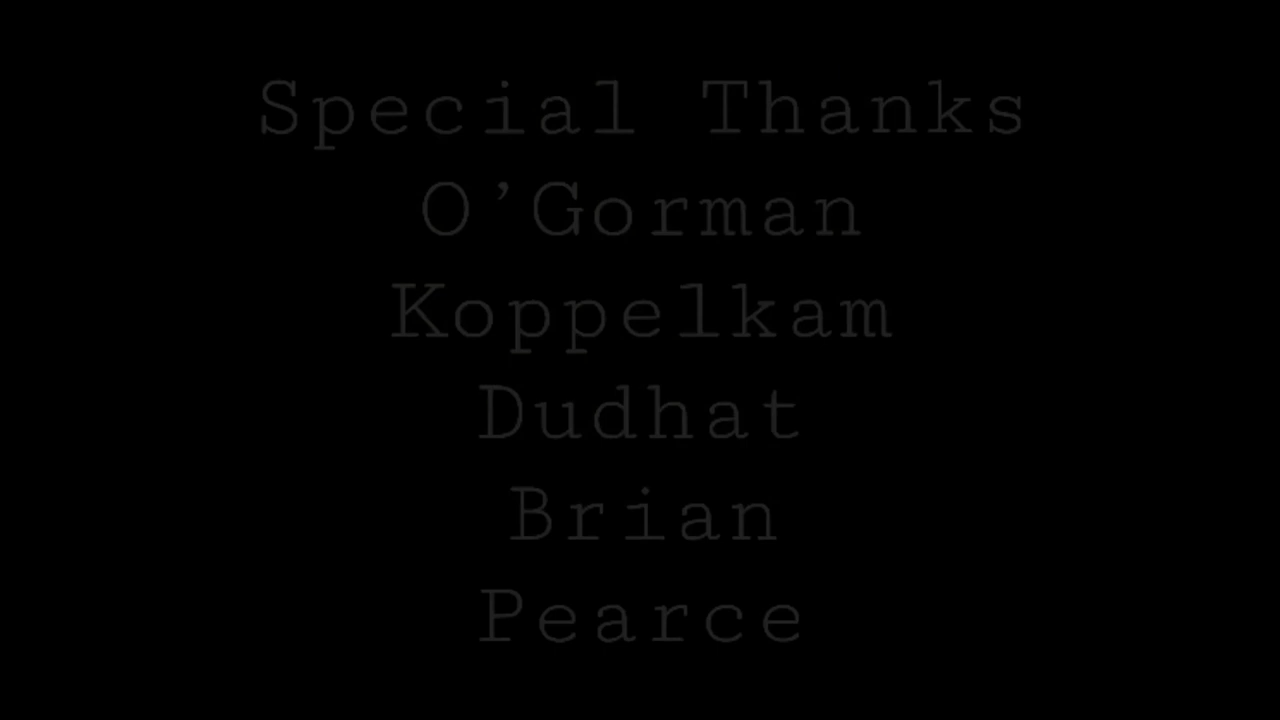 Special Thanks
O’Gorman
Koppelkam
Dudhat
Brian
Pearce